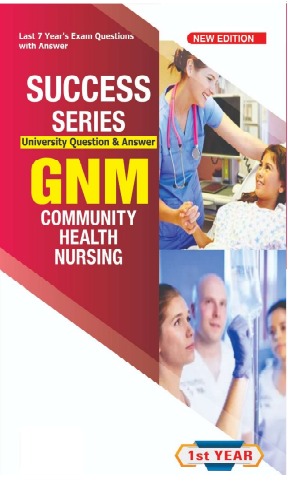 Last 7 Year's Exam Questions
with Answer
NEW EDITION
SUCCESS
SERIES
University Question & Answer
GNM
COMMUNITY
HEALTH
NURSING
1st YEAR